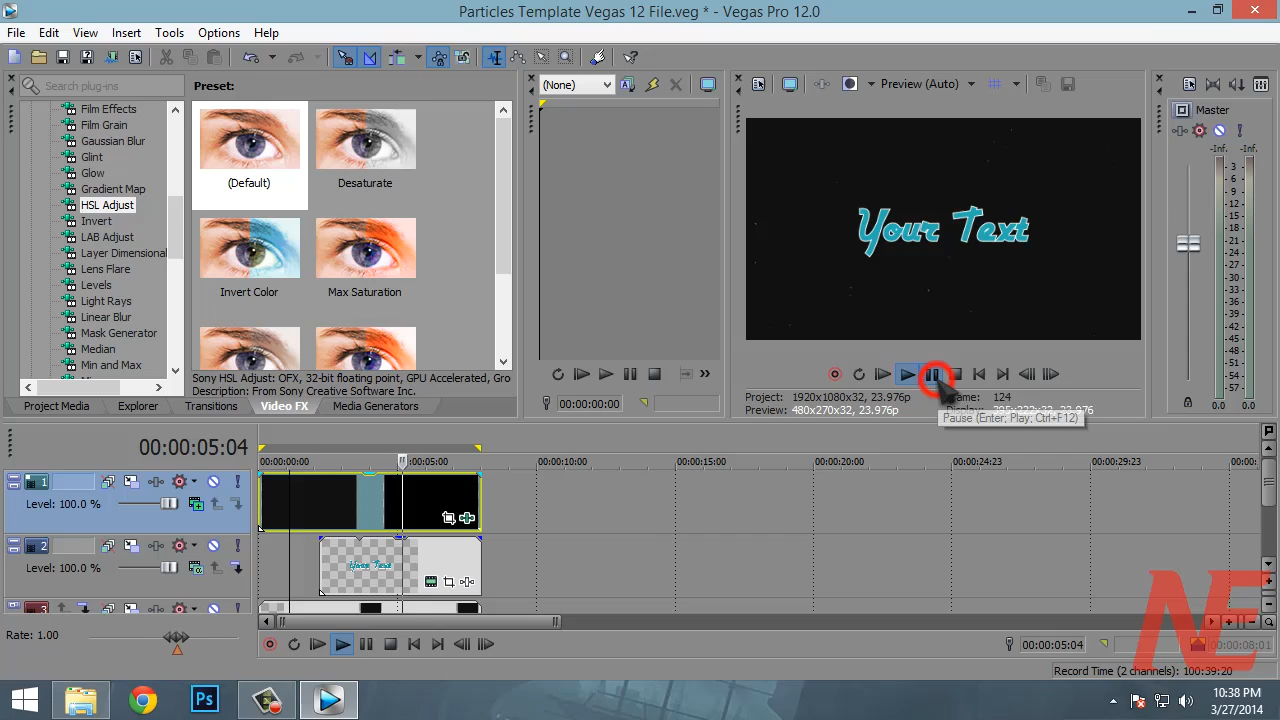 Particles Template Vegas 12 File.veg * - Vegas Pro 12.0
File Edit View Insert Tools Options Help
Search plug-ins
Preset:
(None)
Preview (Auto)
Master
Film Effects
Film Grain
Gaussian Blur
Glint
Glow
Gradient Map
HSL Adjust
Invert
LAB Adjust
Layer Dimensional
Lens Flare
Levels
Light Rays
Linear Blur
Mask Generator
Median
Min and Max
(Default)
Desaturate
Invert Color
Max Saturation
Sony HSL Adjust: OFX, 32-bit floating point, GPU Accelerated, Gro
Description: From Sony Creative Software Inc.
Project Media Explorer Transitions Video FX Media Generators
00:00:00:00
Your Text
Project: 1920x1080x32, 23.976p
Preview: 480x270x32, 23.976p
124
Pause (Enter; Play; Ctrl+F12)
-Inf. -Inf.
3
6
9
12
15
18
21
24
27
30
33
36
39
42
45
48
51
54
57
0.0 0.0
00:00:05:04
00:00:00:00 :00:05:00 00:00:10:00 00:00:15:00 00:00:20:00 00:00:24:23 00:00:29:23 00:00:
1
Level: 100.0 %
2
Level: 100.0 %
Your Text
3
Rate: 1.00
00:00:05:04
00:00:08:01
NE
Record Time (2 channels): 100:39:20
Ps
10:38 PM
3/27/2014